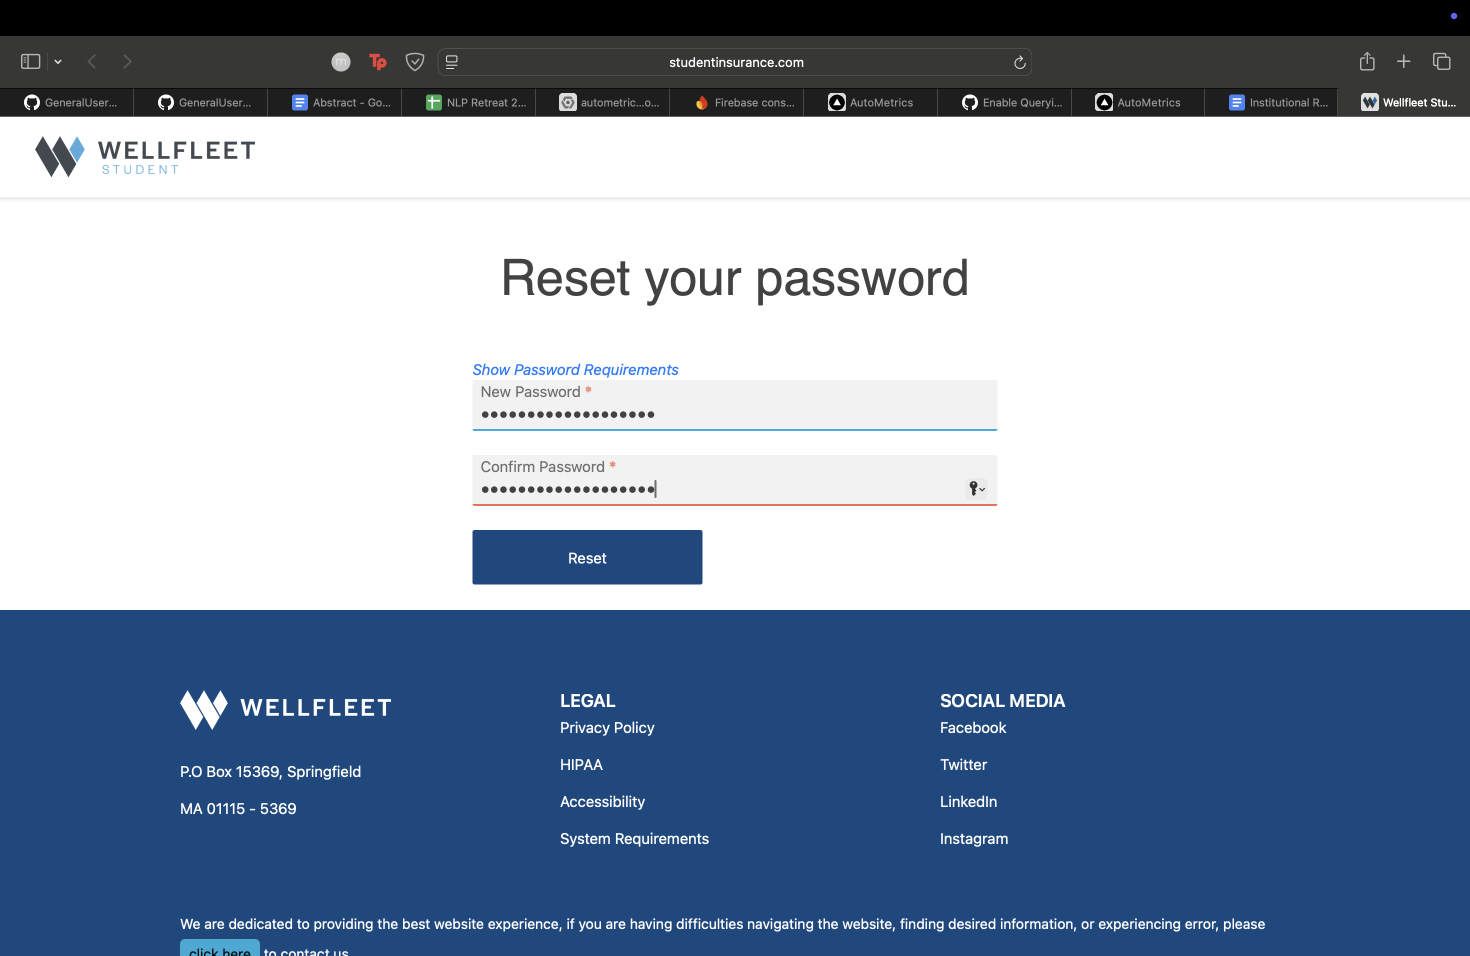 studentinsurance.com
GeneralUser...
GeneralUser...
Abstract - Go...
NLP Retreat 2...
autometric...o...
Firebase cons...
AutoMetrics
Enable Queryi...
AutoMetrics
Institutional R...
Wellfleet Stu...
WELLFLEET
STUDENT
Reset your password
Show Password Requirements
New Password *
Confirm Password *
Reset
WELLFLEET
P.O Box 15369, Springfield
MA 01115 - 5369
LEGAL
Privacy Policy
HIPAA
Accessibility
System Requirements
SOCIAL MEDIA
Facebook
Twitter
LinkedIn
Instagram
We are dedicated to providing the best website experience, if you are having difficulties navigating the website, finding desired information, or experiencing error, please
click here to contact us